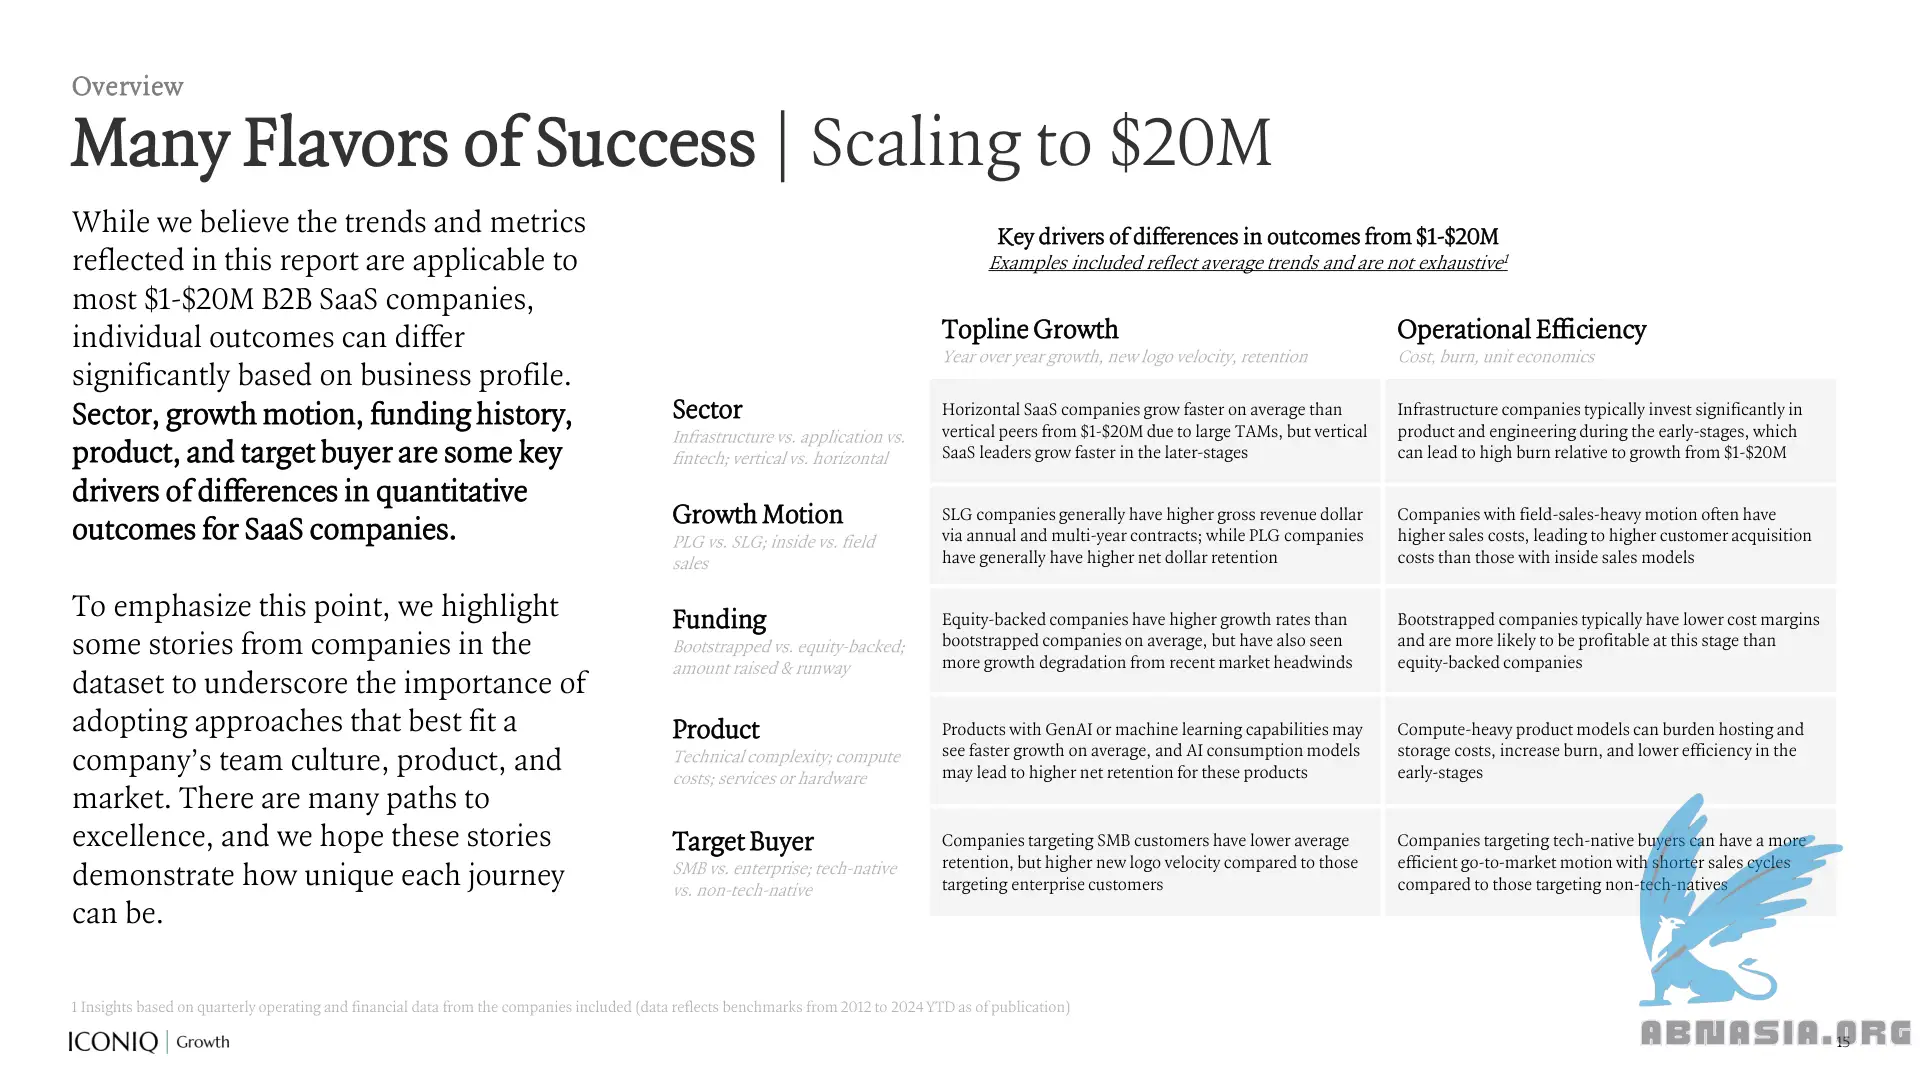 Overview
Many Flavors of Success | Scaling to $20M
While we believe the trends and metrics
reflected in this report are applicable to
most $1-$20M B2B SaaS companies,
individual outcomes can differ
significantly based on business profile.
Sector, growth motion, funding history,
product, and target buyer are some key
drivers of differences in quantitative
outcomes for SaaS companies.
To emphasize this point, we highlight
some stories from companies in the
dataset to underscore the importance of
adopting approaches that best fit a
company's team culture, product, and
market. There are many paths to
excellence, and we hope these stories
demonstrate how unique each journey
can be.
Key drivers of differences in outcomes from $1-$20M
Examples included reflect average trends and are not exhaustive1
Topline Growth
Year over year growth, new logo velocity, retention
Operational Efficiency
Cost, burn, unit economics
Sector
Infrastructure vs. application vs.
fintech; vertical vs. horizontal
Horizontal SaaS companies grow faster on average than
vertical peers from $1-$20M due to large TAMs, but vertical
SaaS leaders grow faster in the later-stages
Infrastructure companies typically invest significantly in
product and engineering during the early-stages, which
can lead to high burn relative to growth from $1-$20M
Growth Motion
PLG vs. SLG; inside vs. field
sales
SLG companies generally have higher gross revenue dollar
via annual and multi-year contracts; while PLG companies
have generally have higher net dollar retention
Companies with field-sales-heavy motion often have
higher sales costs, leading to higher customer acquisition
costs than those with inside sales models
Funding
Bootstrapped vs. equity-backed;
amount raised & runway
Equity-backed companies have higher growth rates than
bootstrapped companies on average, but have also seen
more growth degradation from recent market headwinds
Bootstrapped companies typically have lower cost margins
and are more likely to be profitable at this stage than
equity-backed companies
Product
Technical complexity; compute
costs; services or hardware
Products with GenAI or machine learning capabilities may
see faster growth on average, and AI consumption models
may lead to higher net retention for these products
Compute-heavy product models can burden hosting and
storage costs, increase burn, and lower efficiency in the
early-stages
Target Buyer
SMB vs. enterprise; tech-native
vs. non-tech-native
Companies targeting SMB customers have lower average
retention, but higher new logo velocity compared to those
targeting enterprise customers
Companies targeting tech-native buyers can have a more
efficient go-to-market motion with shorter sales cycles
compared to those targeting non-tech-natives
1 Insights based on quarterly operating and financial data from the companies included (data reflects benchmarks from 2012 to 2024 YTD as of publication)
ICONIQ | Growth
ABNASIA.ORG
15